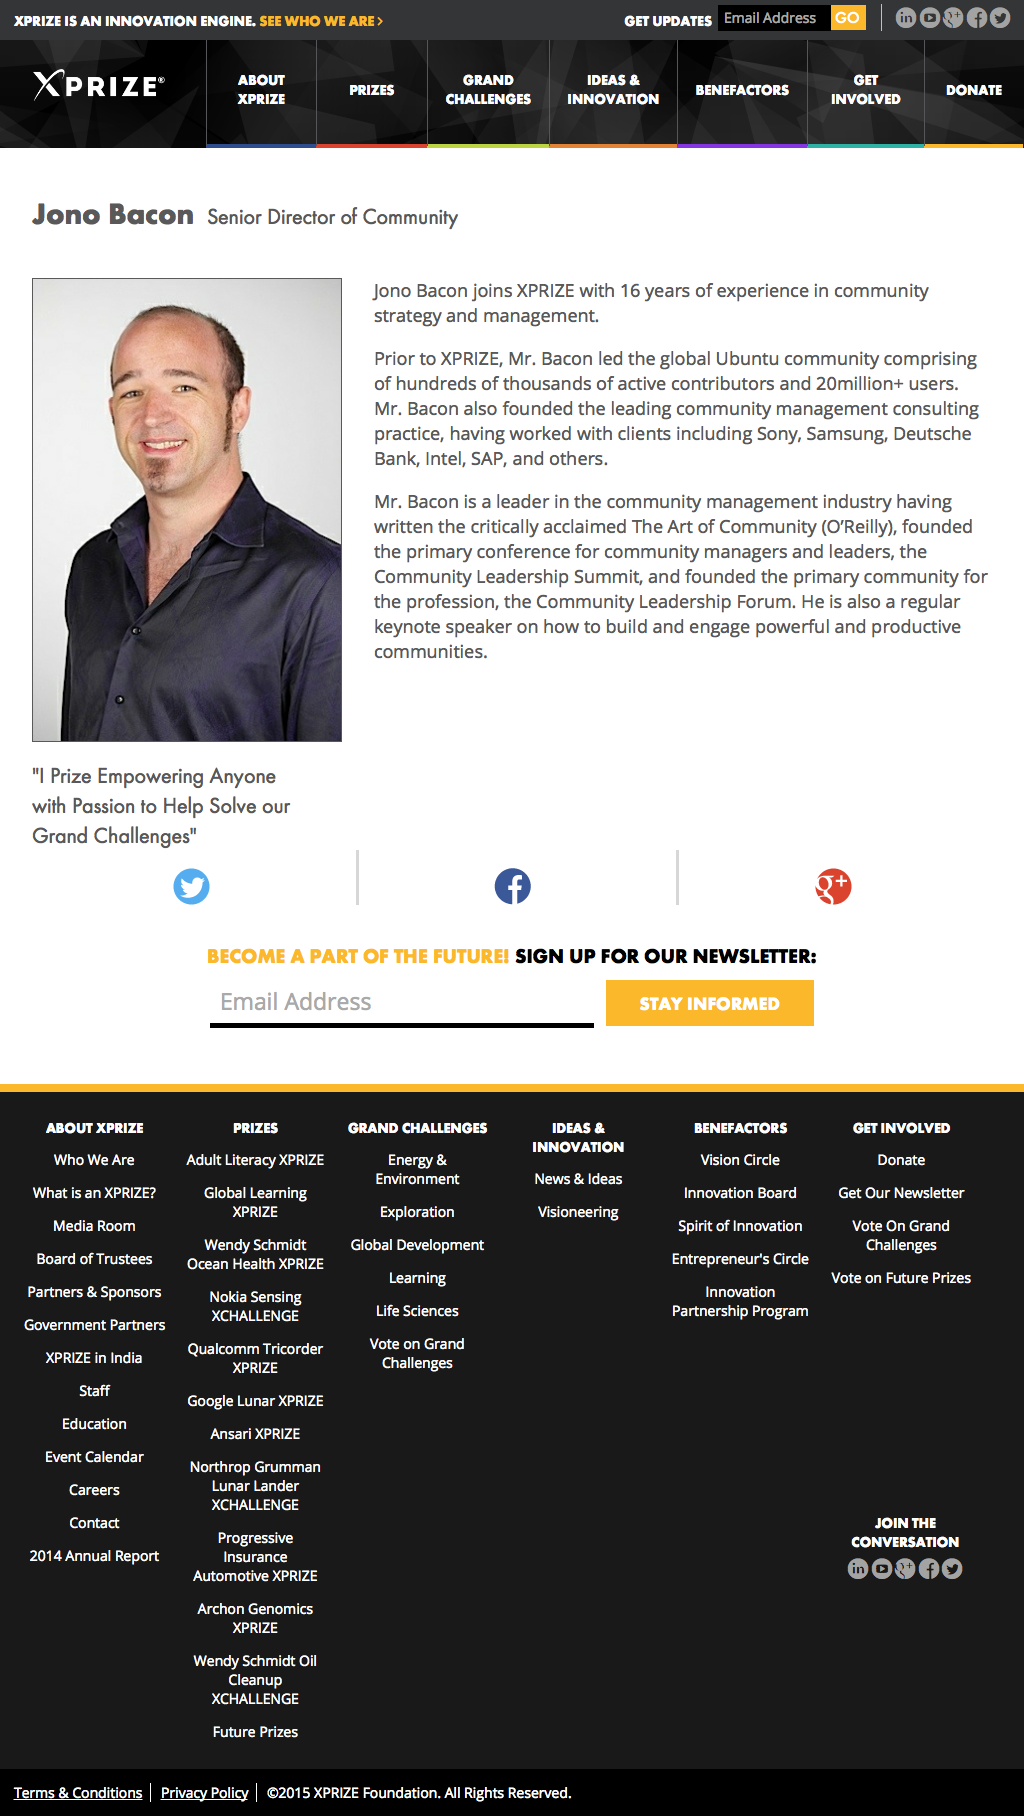 XPRIZE IS AN INNOVATION ENGINE. SEE WHO WE ARE >
GET UPDATES Email Address GO
XPRIZE®
ABOUT
XPRIZE
PRIZES
GRAND
CHALLENGES
IDEAS &
INNOVATION
BENEFACTORS
GET
INVOLVED
DONATE
Jono Bacon Senior Director of Community
Jono Bacon joins XPRIZE with 16 years of experience in community
strategy and management.
Prior to XPRIZE, Mr. Bacon led the global Ubuntu community comprising
of hundreds of thousands of active contributors and 20million+ users.
Mr. Bacon also founded the leading community management consulting
practice, having worked with clients including Sony, Samsung, Deutsche
Bank, Intel, SAP, and others.
Mr. Bacon is a leader in the community management industry having
written the critically acclaimed The Art of Community (O’Reilly), founded
the primary conference for community managers and leaders, the
Community Leadership Summit, and founded the primary community for
the profession, the Community Leadership Forum. He is also a regular
keynote speaker on how to build and engage powerful and productive
communities.
"I Prize Empowering Anyone
with Passion to Help Solve our
Grand Challenges"
BECOME A PART OF THE FUTURE! SIGN UP FOR OUR NEWSLETTER:
Email Address
STAY INFORMED
ABOUT XPRIZE
Who We Are
What is an XPRIZE?
Media Room
Board of Trustees
Partners & Sponsors
Government Partners
XPRIZE in India
Staff
Education
Event Calendar
Careers
Contact
2014 Annual Report
PRIZES
Adult Literacy XPRIZE
Global Learning
XPRIZE
Wendy Schmidt
Ocean Health XPRIZE
Nokia Sensing
XCHALLENGE
Qualcomm Tricorder
XPRIZE
Google Lunar XPRIZE
Ansari XPRIZE
Northrop Grumman
Lunar Lander
XCHALLENGE
Progressive
Insurance
Automotive XPRIZE
Archon Genomics
XPRIZE
Wendy Schmidt Oil
Cleanup
XCHALLENGE
Future Prizes
GRAND CHALLENGES
Energy &
Environment
Exploration
Global Development
Learning
Life Sciences
Vote on Grand
Challenges
IDEAS &
INNOVATION
News & Ideas
Visioneering
BENEFACTORS
Vision Circle
Innovation Board
Spirit of Innovation
Entrepreneur's Circle
Innovation
Partnership Program
GET INVOLVED
Donate
Get Our Newsletter
Vote On Grand
Challenges
Vote on Future Prizes
JOIN THE
CONVERSATION
Terms & Conditions | Privacy Policy | ©2015 XPRIZE Foundation. All Rights Reserved.